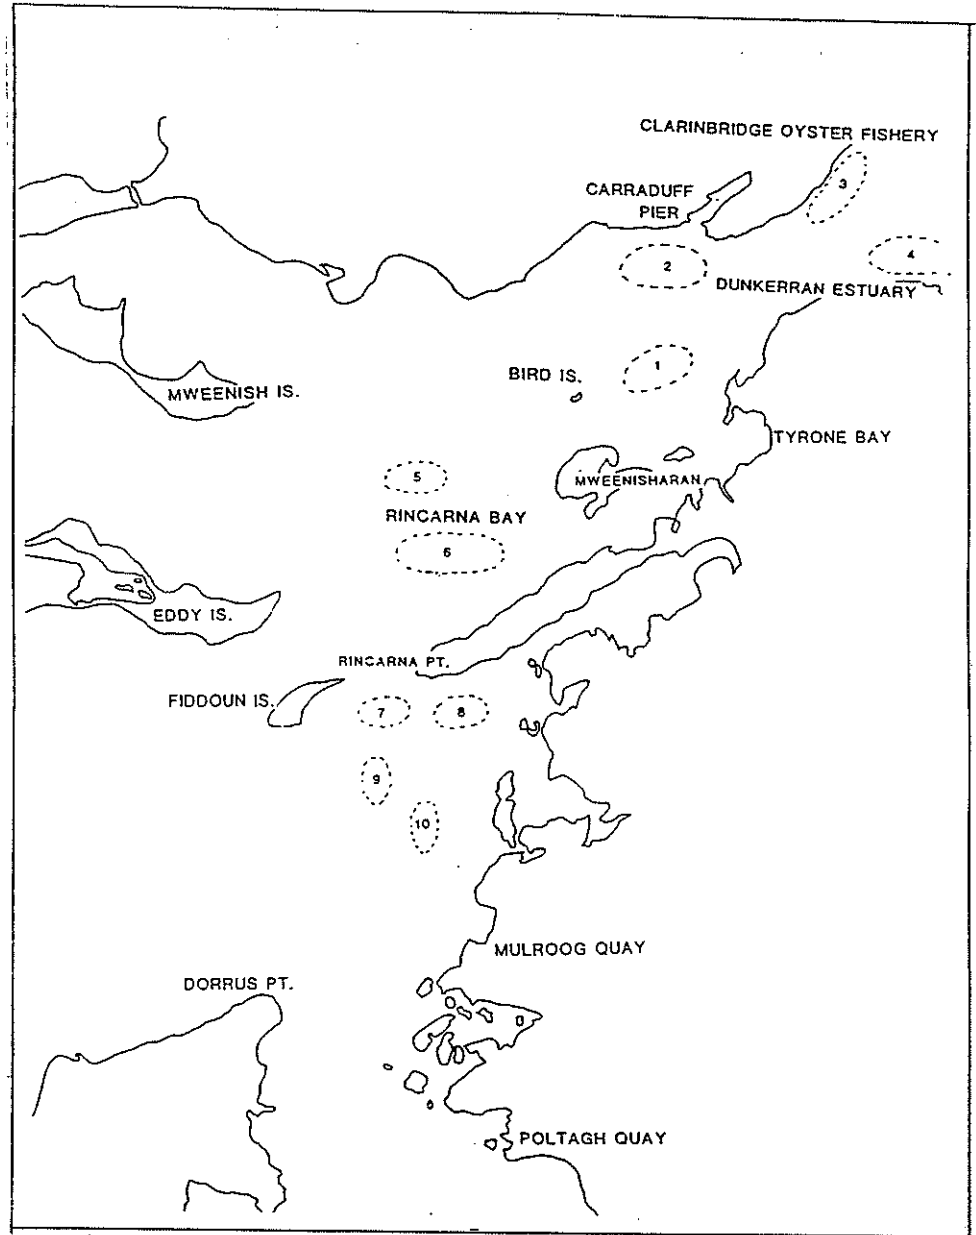 CLARINBRIDGE OYSTER FISHERY
CARRADUFF
PIER
3
2
4
DUNKERRAN ESTUARY
1
BIRD IS.
MWEENISH IS.
TYRONE BAY
5
MWEENISHARAN
RINCARNA BAY
6
EDDY IS.
RINCARNA PT.
FIDDOUN IS.
7
8
9
10
MULROOG QUAY
DORRUS PT.
POLTAGH QUAY